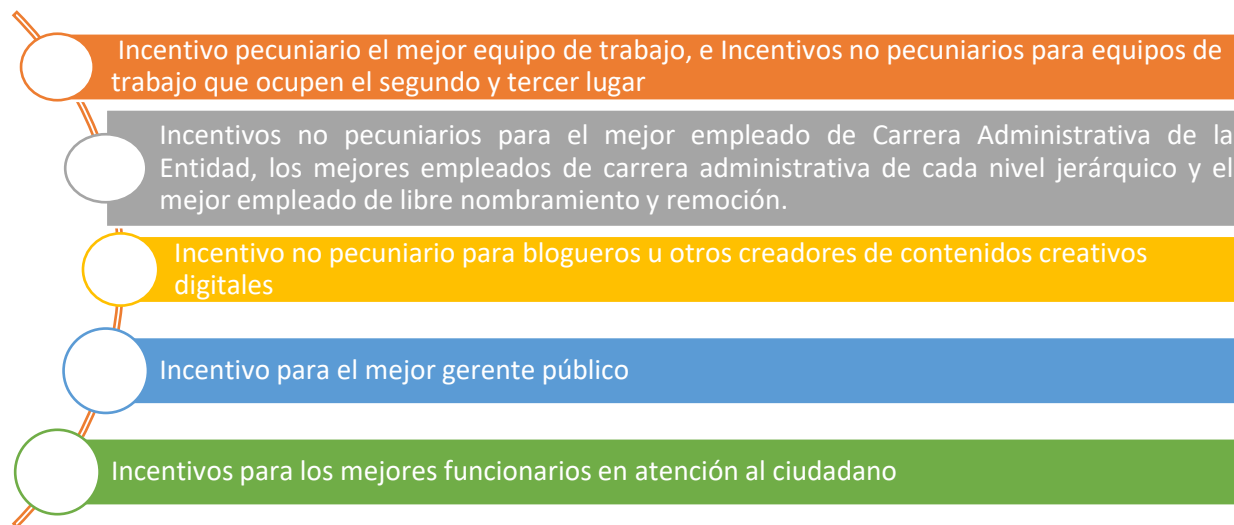 Incentivo pecuniario el mejor equipo de trabajo, e Incentivos no pecuniarios para equipos de
trabajo que ocupen el segundo y tercer lugar
Incentivos no pecuniarios para el mejor empleado de Carrera Administrativa de la
Entidad, los mejores empleados de carrera administrativa de cada nivel jerárquico y el
mejor empleado de libre nombramiento y remoción.
Incentivo no pecuniario para blogueros u otros creadores de contenidos creativos
digitales
Incentivo para el mejor gerente público
Incentivos para los mejores funcionarios en atención al ciudadano